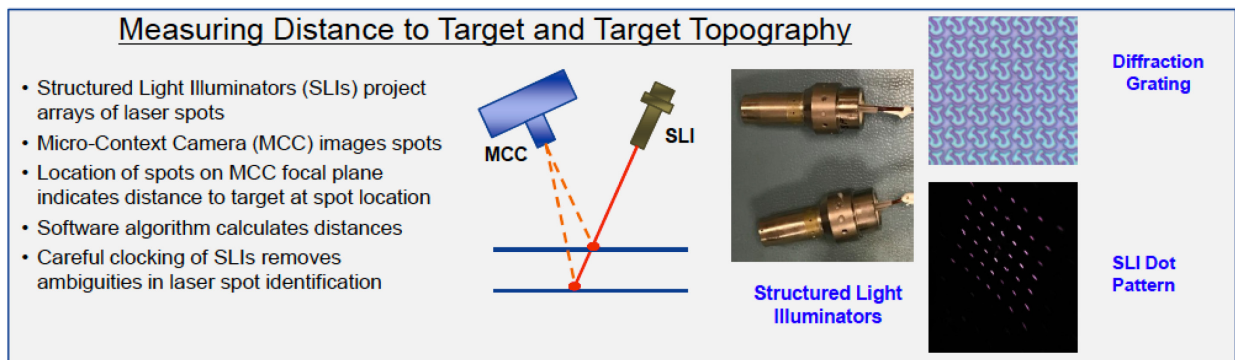 Measuring Distance to Target and Target Topography
• Structured Light Illuminators (SLIs) project
arrays of laser spots
• Micro-Context Camera (MCC) images spots
• Location of spots on MCC focal plane
indicates distance to target at spot location
• Software algorithm calculates distances
• Careful clocking of SLIs removes
ambiguities in laser spot identification
MCC
SLI
Structured Light
Illuminators
Diffraction
Grating
SLI Dot
Pattern